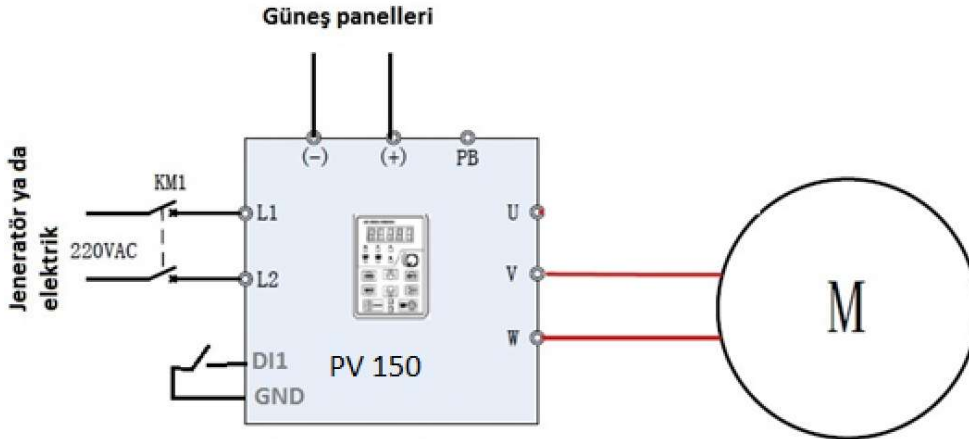 Güneş panelleri
(-)
(+)
PB
Jeneratör ya da
elektrik
KM1
220VAC
L1
L2
DI1
GND
PV 150
U
V
W
M